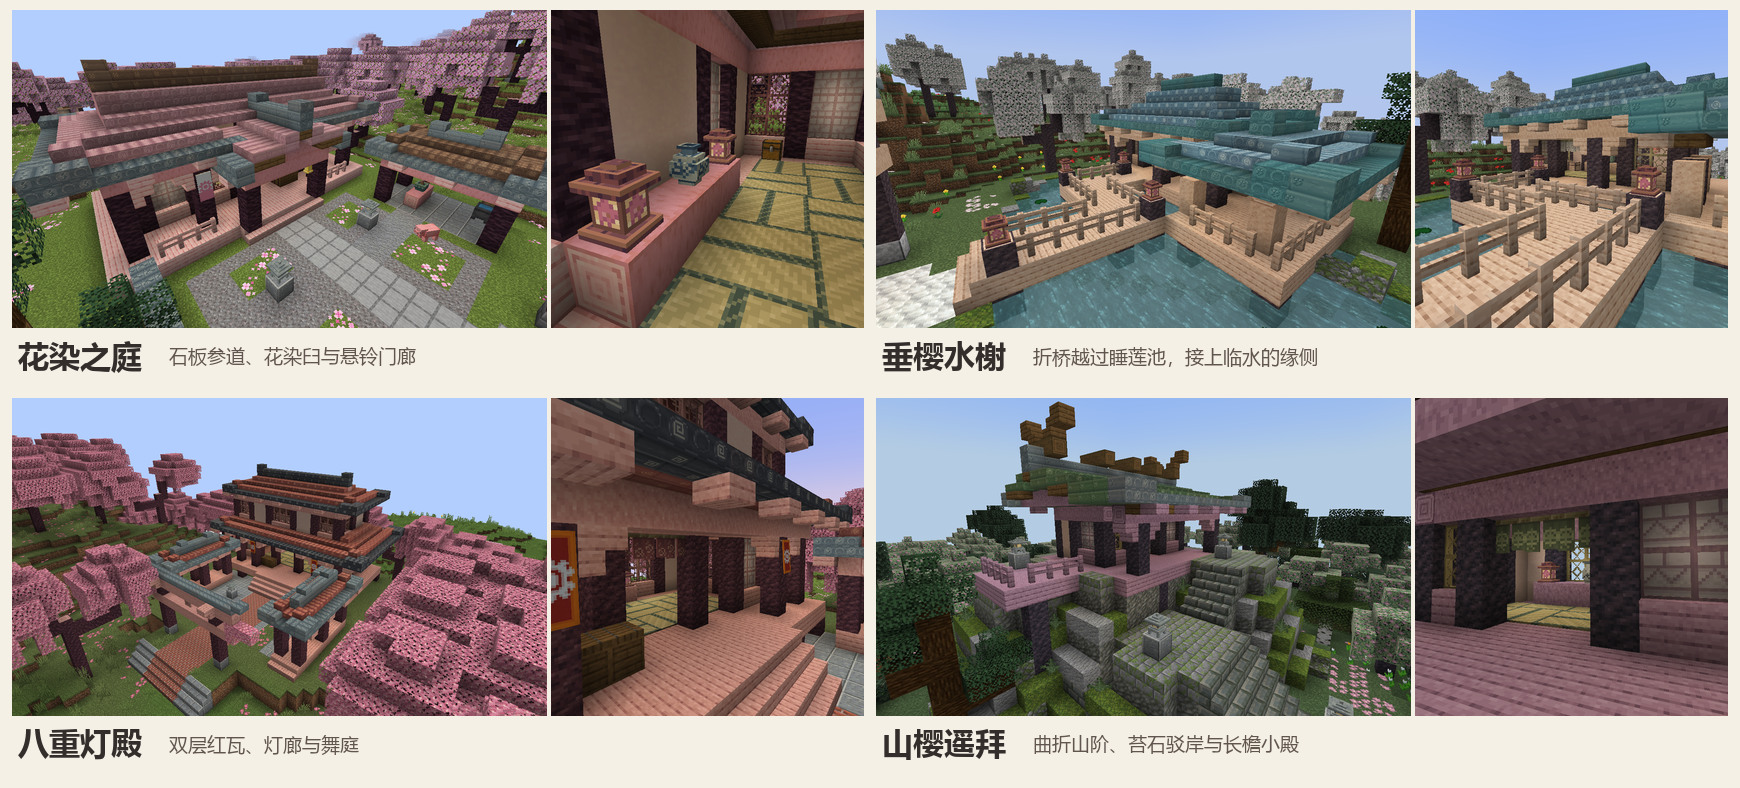 花染之庭 石板参道、花染臼与悬铃门廊
垂樱水榭 折桥越过睡莲池，接上临水的缘侧
八重灯殿 双层红瓦、灯廊与舞庭
山樱遥拜 曲折山阶、苔石驳岸与长檐小殿